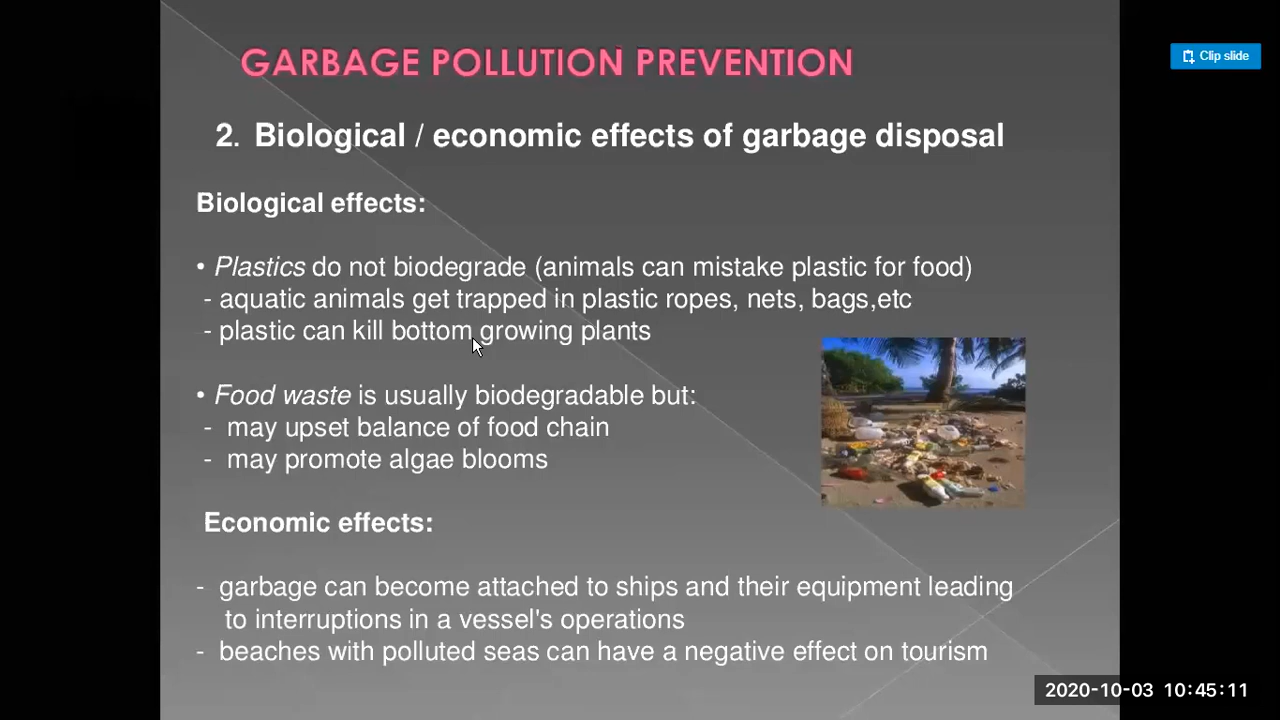 GARBAGE POLLUTION PREVENTION
Clip slide
2. Biological / economic effects of garbage disposal
Biological effects:
• Plastics do not biodegrade (animals can mistake plastic for food)
- aquatic animals get trapped in plastic ropes, nets, bags,etc
- plastic can kill bottom growing plants
• Food waste is usually biodegradable but:
- may upset balance of food chain
- may promote algae blooms
Economic effects:
- garbage can become attached to ships and their equipment leading
to interruptions in a vessel's operations
- beaches with polluted seas can have a negative effect on tourism
2020-10-03 10:45:11